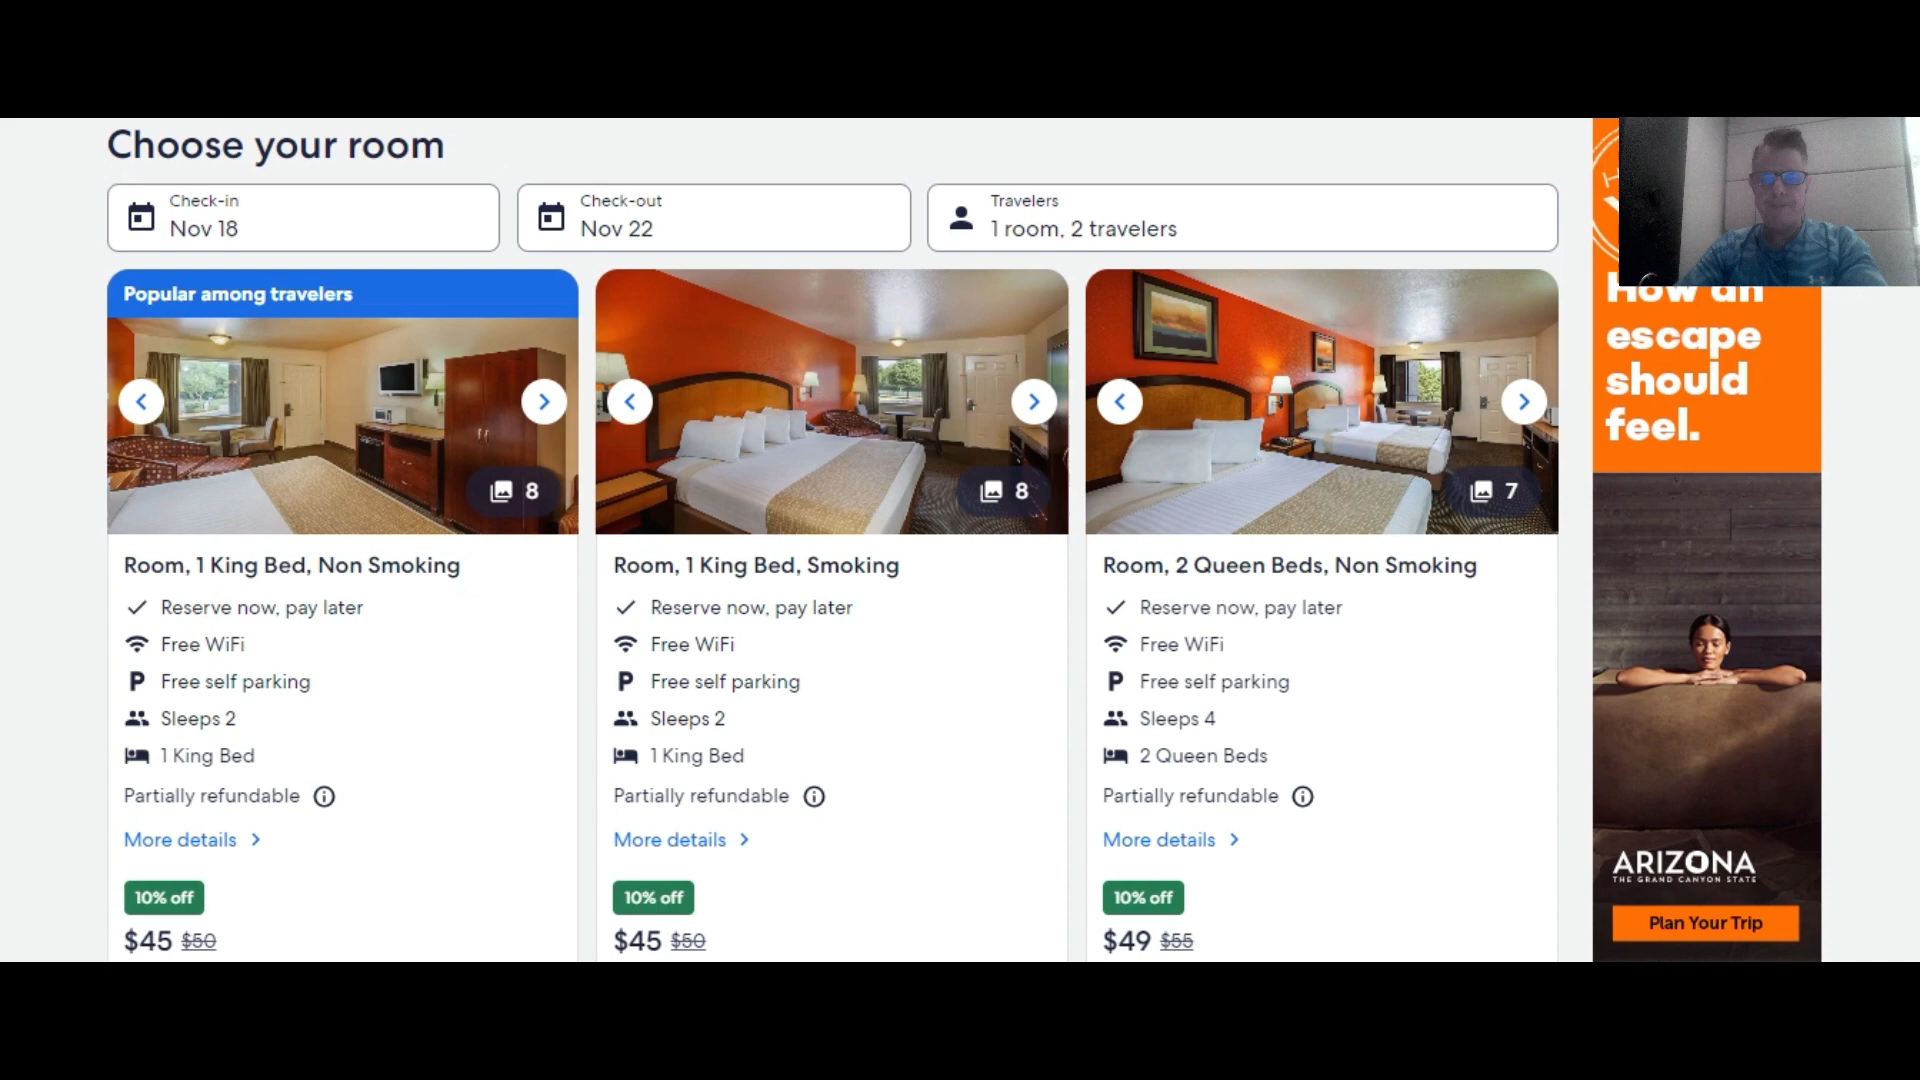 Choose your room
Check-in
Nov 18
Check-out
Nov 22
Travelers
1 room, 2 travelers
Popular among travelers
8
Room, 1 King Bed, Non Smoking
Reserve now, pay later
Free WiFi
P Free self parking
Sleeps 2
1 King Bed
Partially refundable
More details
10% off
$45 $50
8
Room, 1 King Bed, Smoking
Reserve now, pay later
Free WiFi
P Free self parking
Sleeps 2
1 King Bed
Partially refundable
More details
10% off
$45 $50
7
Room, 2 Queen Beds, Non Smoking
Reserve now, pay later
Free WiFi
P Free self parking
Sleeps 4
2 Queen Beds
Partially refundable
More details
10% off
$49 $55
How an
escape
should
feel.
ARIZONA
THE GRAND CANYON STATE
Plan Your Trip